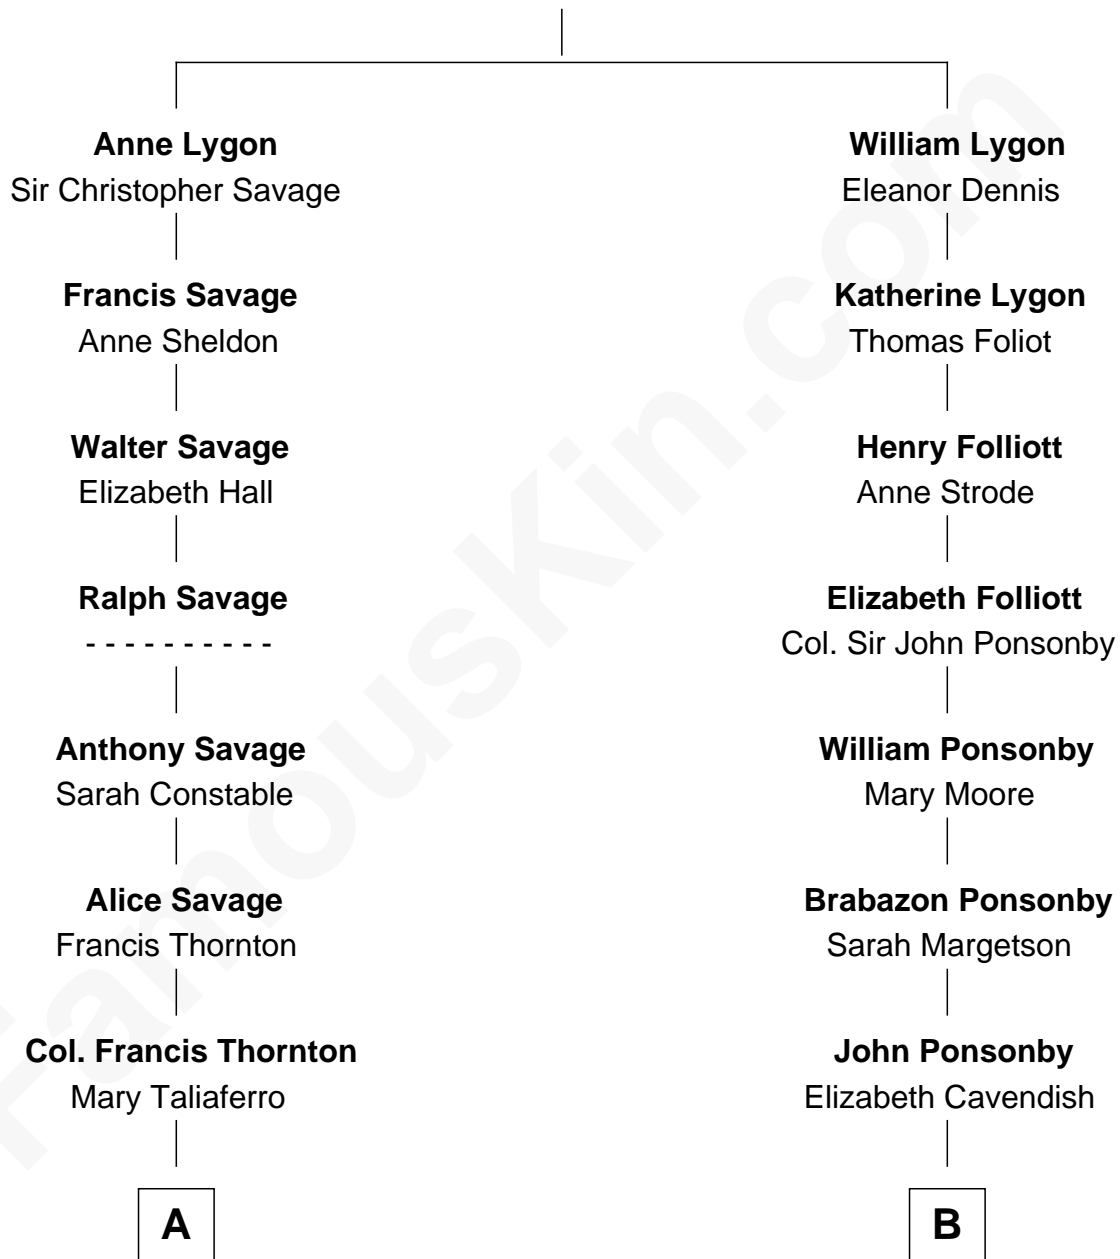 Anne Lygon
Sir Christopher Savage
William Lygon
Eleanor Dennis
Francis Savage
Anne Sheldon
Katherine Lygon
Thomas Foliot
Walter Savage
Elizabeth Hall
Henry Folliott
Anne Strode
Ralph Savage
- - - - - - - - - -
Elizabeth Folliott
Col. Sir John Ponsonby
Anthony Savage
Sarah Constable
William Ponsonby
Mary Moore
Alice Savage
Francis Thornton
Brabazon Ponsonby
Sarah Margetson
Col. Francis Thornton
Mary Taliaferro
John Ponsonby
Elizabeth Cavendish
A
B
FamousKin.com